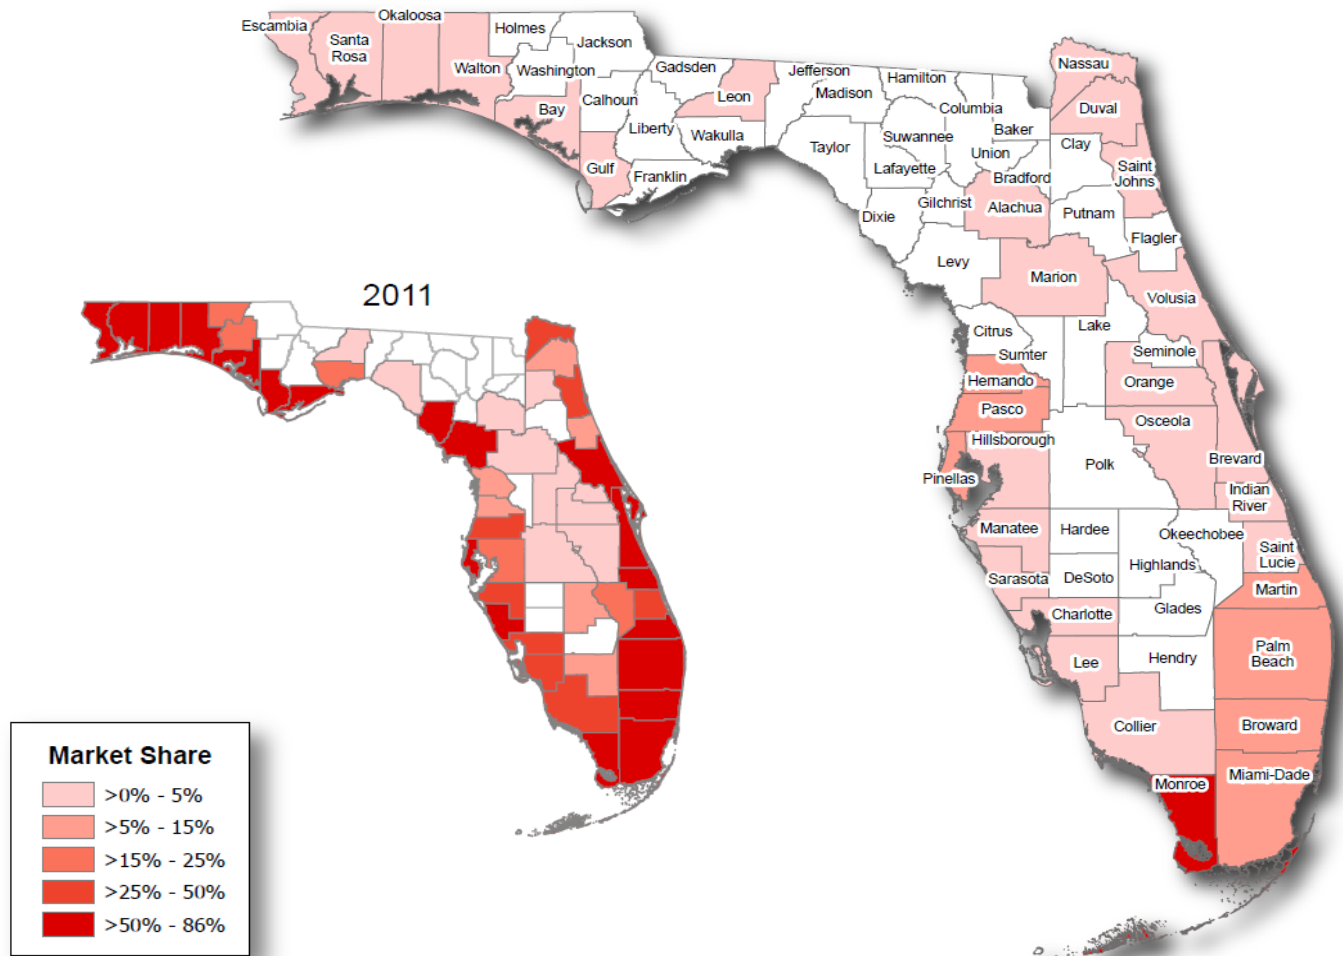 Escambia
Okaloosa
Santa
Rosa
Walton
Holmes
Jackson
Washington
Bay
Calhoun
Gulf
Gadsden
Liberty
Franklin
Leon
Wakulla
Jefferson
Madison
Taylor
Hamilton
Suwannee
Lafayette
Dixie
Columbia
Baker
Union
Bradford
Gilchrist
Alachua
Levy
Nassau
Duval
Clay
Saint
Johns
Putnam
Flagler
Marion
Volusia
Citrus
Sumter
Lake
Seminole
Hernando
Orange
Pasco
Osceola
Hillsborough
Polk
Brevard
Pinellas
Indian
River
Manatee
Hardee
Okeechobee
Highlands
Saint
Lucie
Sarasota
DeSoto
Martin
Charlotte
Glades
Lee
Hendry
Palm
Beach
Collier
Broward
Monroe
Miami-Dade
2011
Market Share
>0% - 5%
>5% - 15%
>15% - 25%
>25% - 50%
>50% - 86%